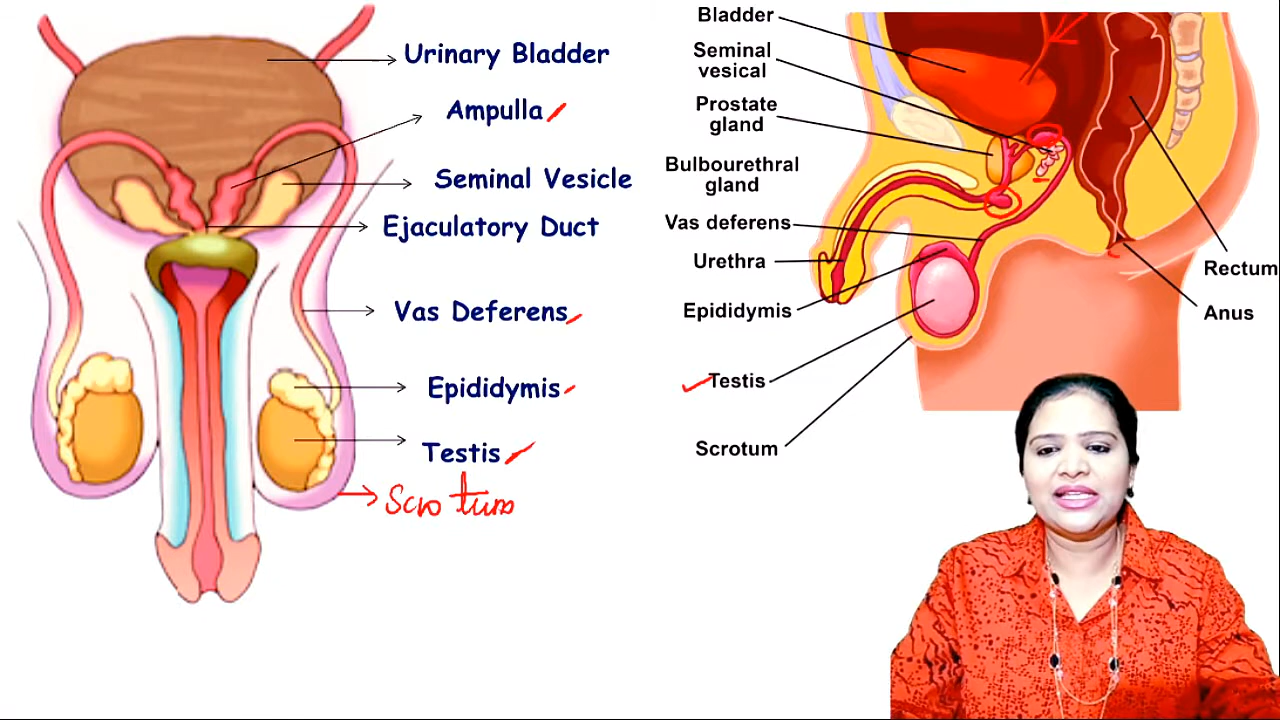 Urinary Bladder
Ampulla
Seminal Vesicle
Ejaculatory Duct
Vas Deferens
Epididymis
Testis
Scrotum
Bladder
Seminal
vesical
Prostate
gland
Bulbourethral
gland
Vas deferens
Urethra
Epididymis
Testis
Scrotum
Rectum
Anus